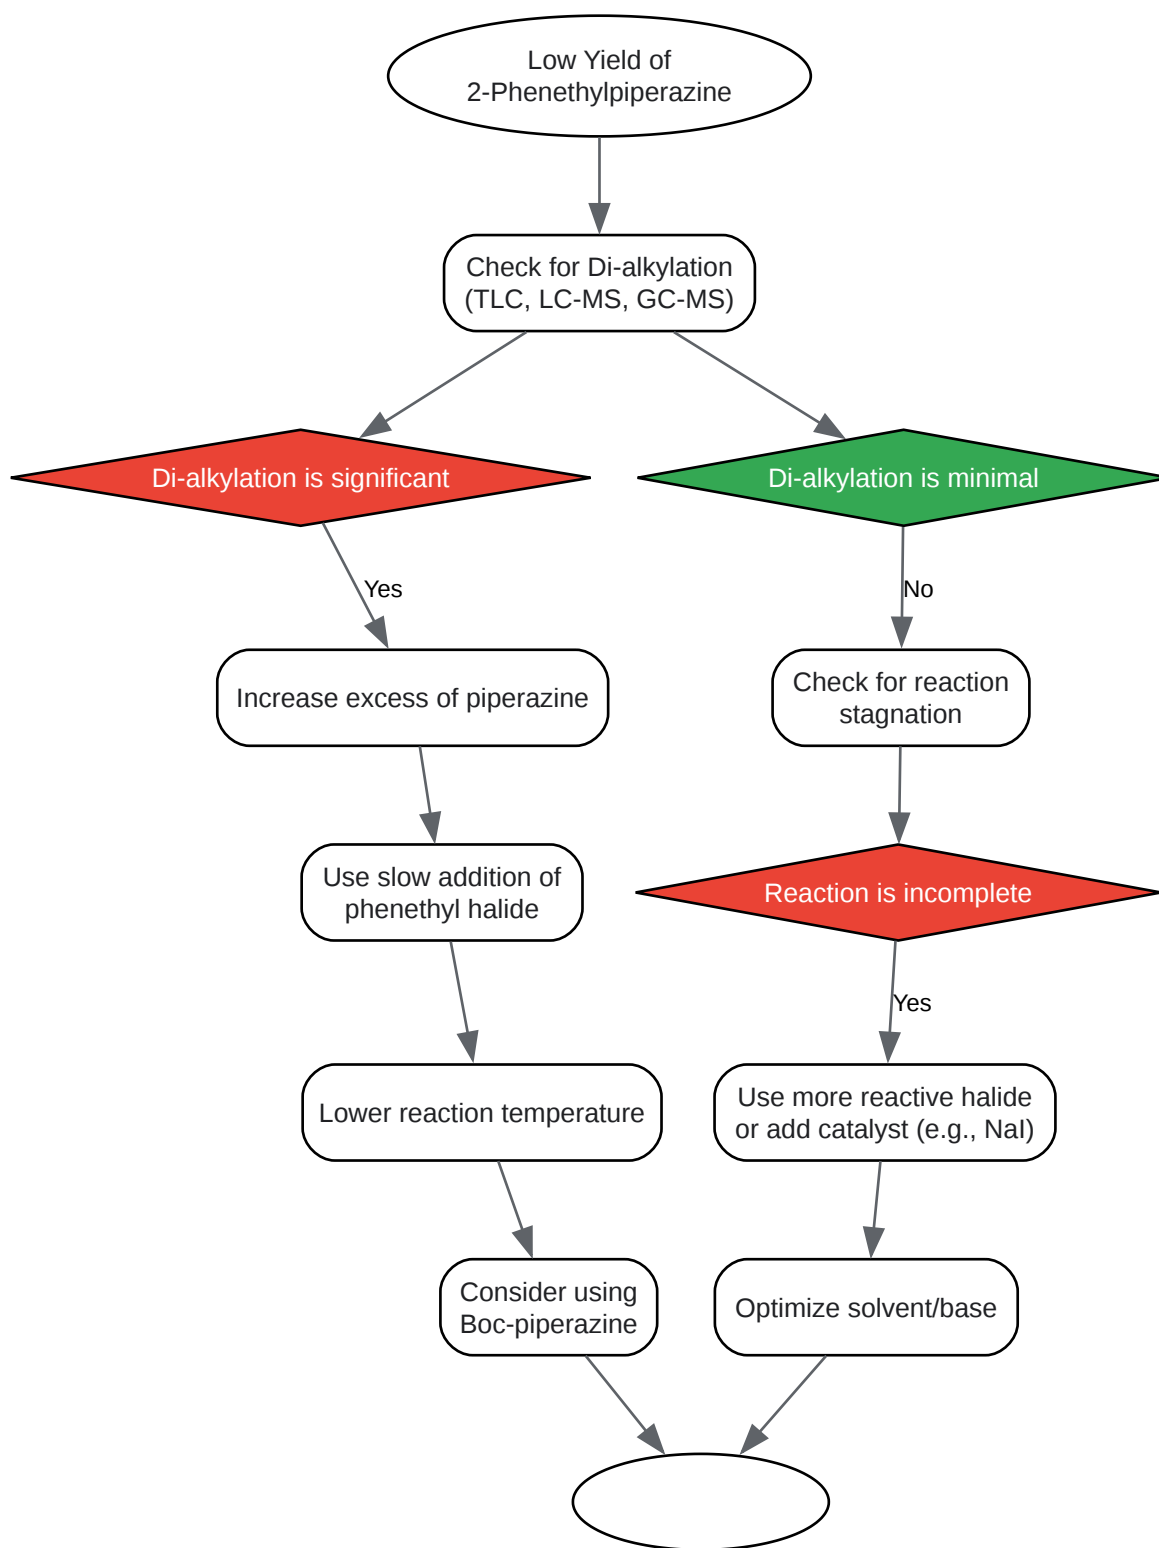 Low Yield of
2-Phenethylpiperazine
Check for Di-alkylation
(TLC, LC-MS, GC-MS)
Di-alkylation is significant
Di-alkylation is minimal
Yes
No
Increase excess of piperazine
Check for reaction
stagnation
Use slow addition of
phenethyl halide
Reaction is incomplete
Yes
Lower reaction temperature
Use more reactive halide
or add catalyst (e.g., NaI)
Consider using
Boc-piperazine
Optimize solvent/base